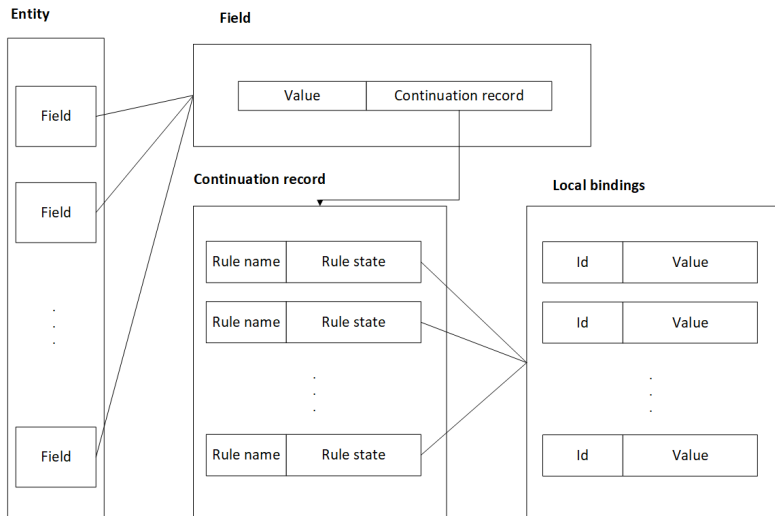 Entity
Field
Field
Value Continuation record
Field
Continuation record
Local bindings
Field
Rule name Rule state
Id Value
Rule name Rule state
Id Value
.
.
.
.
.
.
.
.
.
Rule name Rule state
Id Value
Field